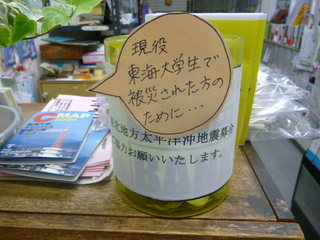 現役
東海大学生で
被災された方の
ために…
北地方太平洋沖地震募金
協力お願いいたします。
C MAP